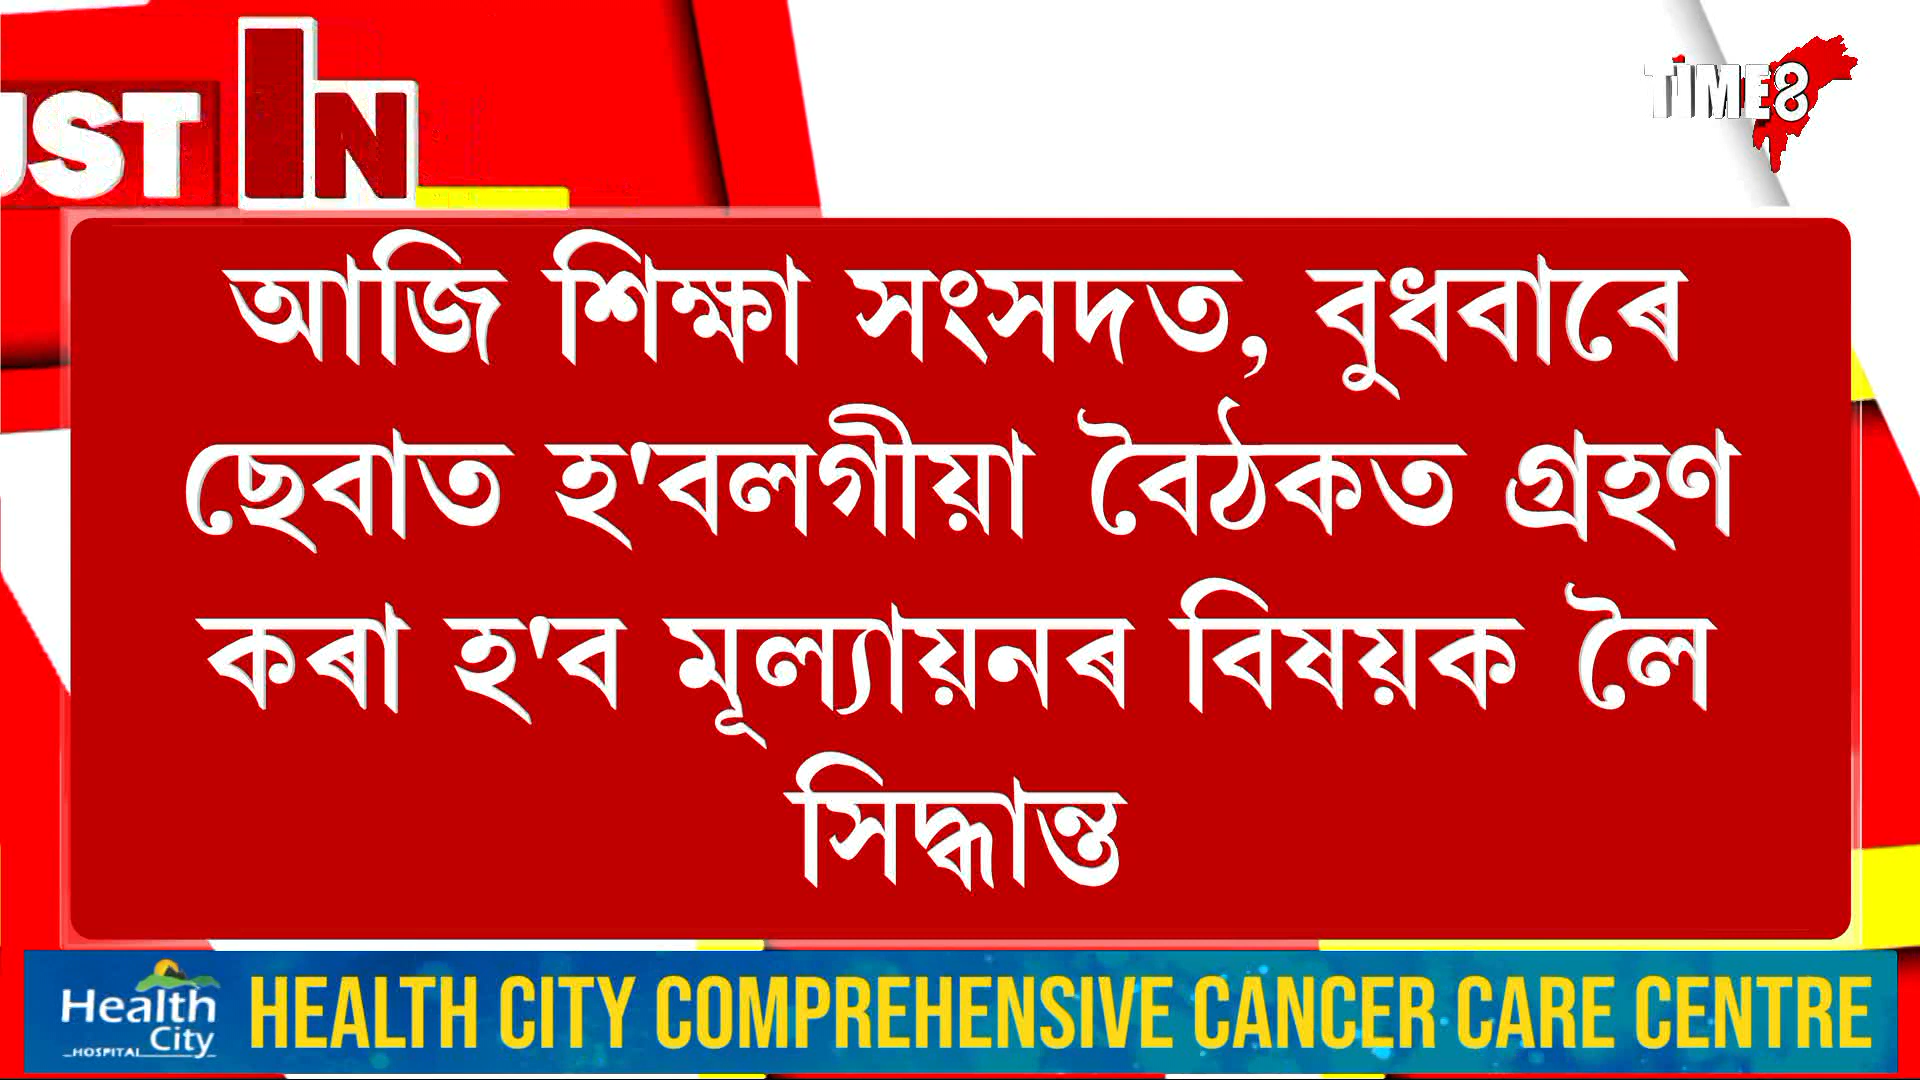 UST IN
TIME8
আজি শিক্ষা সংসদত, বুধবাৰে
ছেবাত হ'বলগীয়া বৈঠকত গ্ৰহণ
কৰা হ'ব মূল্যায়নৰ বিষয়ক লৈ
সিদ্ধান্ত
Health City HOSPITAL
HEALTH CITY COMPREHENSIVE CANCER CARE CENTRE